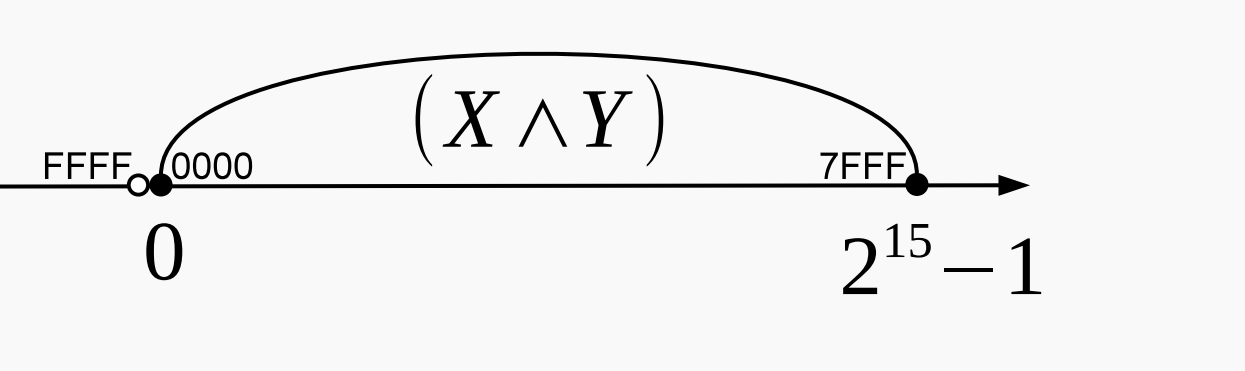 (X ∧ Y)
FFFF 0000 7FFF
0 2¹⁵ − 1